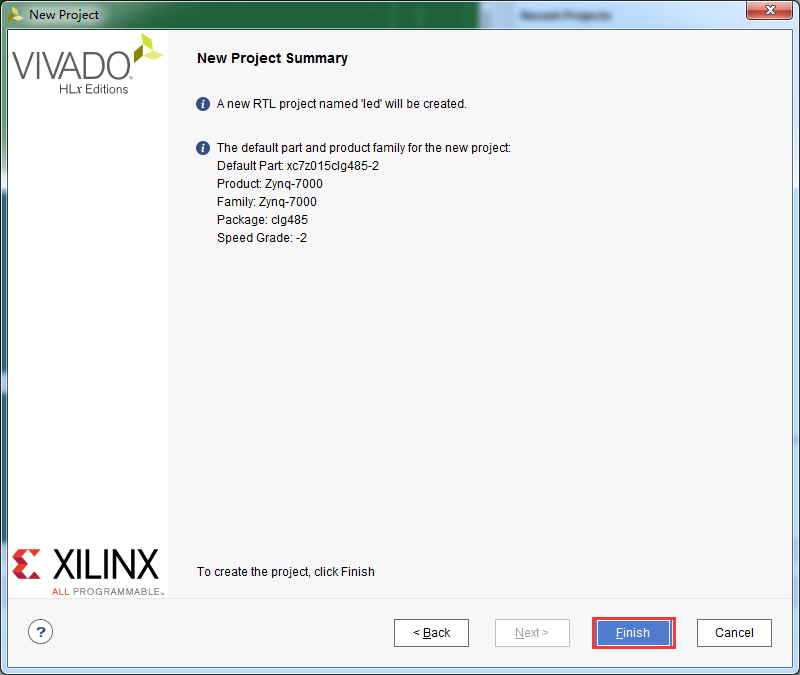 New Project
Recent Projects
VIVADO
HLx Editions
New Project Summary
A new RTL project named 'led' will be created.
The default part and product family for the new project:
Default Part: xc7z015clg485-2
Product: Zynq-7000
Family: Zynq-7000
Package: clg485
Speed Grade: -2
XILINX
ALL PROGRAMMABLE™
To create the project, click Finish
?
< Back
Next >
Finish
Cancel